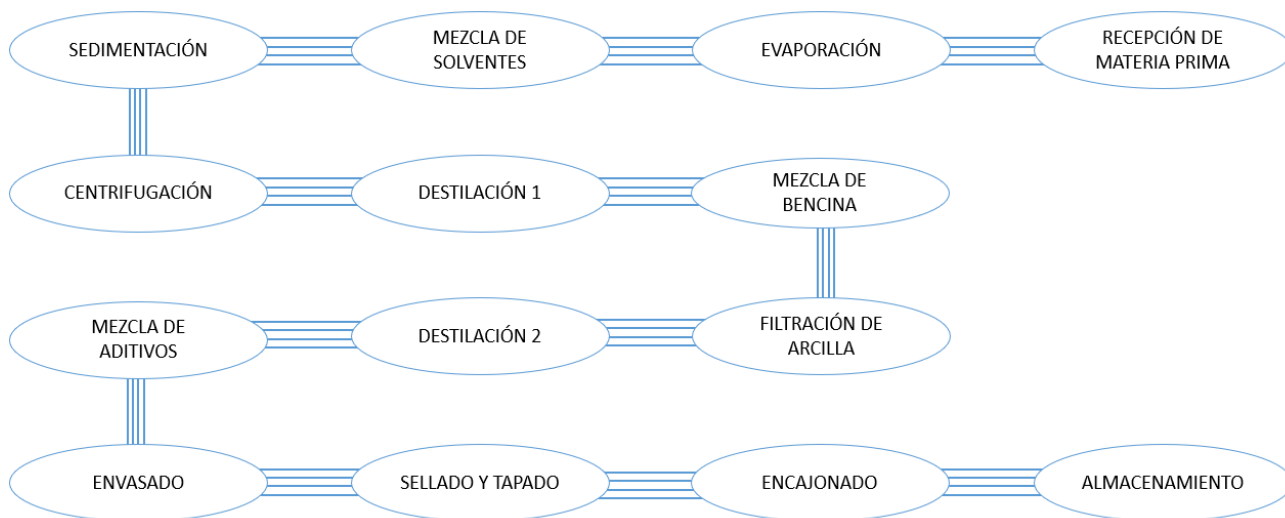 SEDIMENTACIÓN
MEZCLA DE
SOLVENTES
EVAPORACIÓN
RECEPCIÓN DE
MATERIA PRIMA
CENTRIFUGACIÓN
DESTILACIÓN 1
MEZCLA DE
BENCINA
MEZCLA DE
ADITIVOS
DESTILACIÓN 2
FILTRACIÓN DE
ARCILLA
ENVASADO
SELLADO Y TAPADO
ENCAJONADO
ALMACENAMIENTO